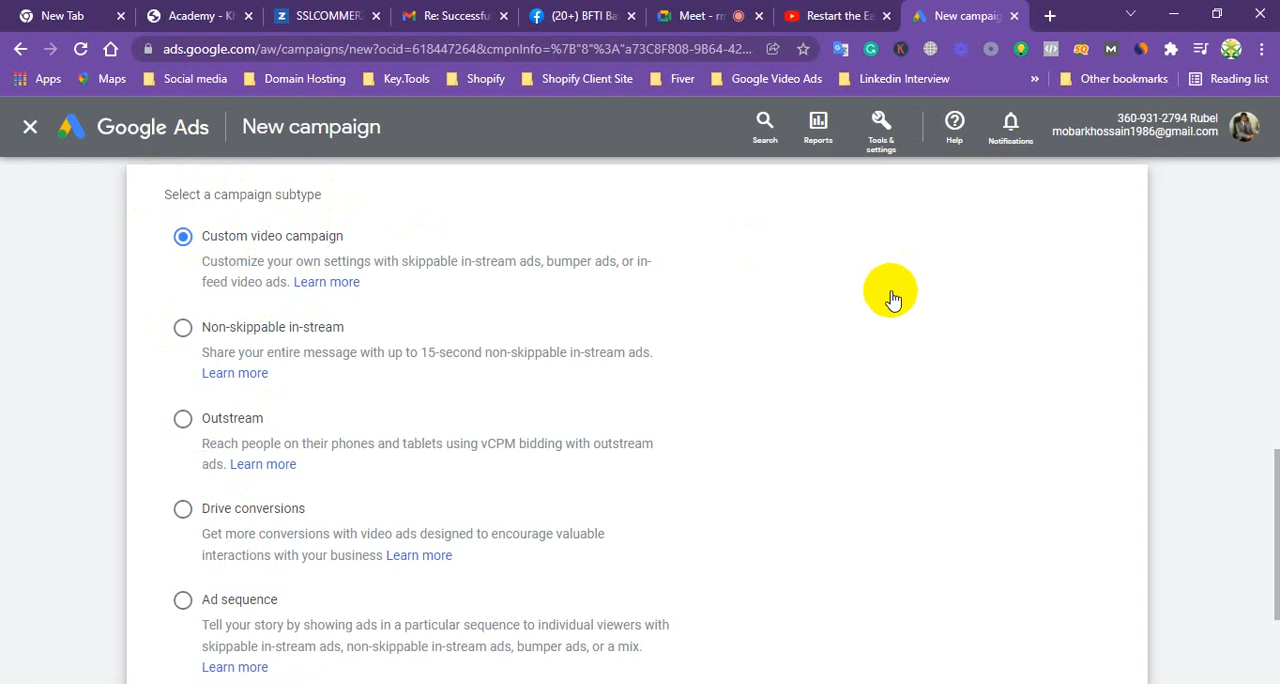 New Tab
Academy - Kl
SSLCOMMER
Re: Successfu
(20+) BFTI Ba
Meet - rm
Restart the Ea
New campaig
ads.google.com/aw/campaigns/new?ocid=618447264&cmpnInfo=%7B"8"%3A"a73C8F808-9B64-42...
Apps
Maps
Social media
Domain Hosting
Key.Tools
Shopify
Shopify Client Site
Fiver
Google Video Ads
Linkedin Interview
»
Other bookmarks
Reading list
Google Ads
New campaign
Search
Reports
Tools & settings
Help
Notifications
360-931-2794 Rubel
mobarkhossain1986@gmail.com
Select a campaign subtype
Custom video campaign
Customize your own settings with skippable in-stream ads, bumper ads, or in-
feed video ads. Learn more
Non-skippable in-stream
Share your entire message with up to 15-second non-skippable in-stream ads.
Learn more
Outstream
Reach people on their phones and tablets using vCPM bidding with outstream
ads. Learn more
Drive conversions
Get more conversions with video ads designed to encourage valuable
interactions with your business Learn more
Ad sequence
Tell your story by showing ads in a particular sequence to individual viewers with
skippable in-stream ads, non-skippable in-stream ads, bumper ads, or a mix.
Learn more